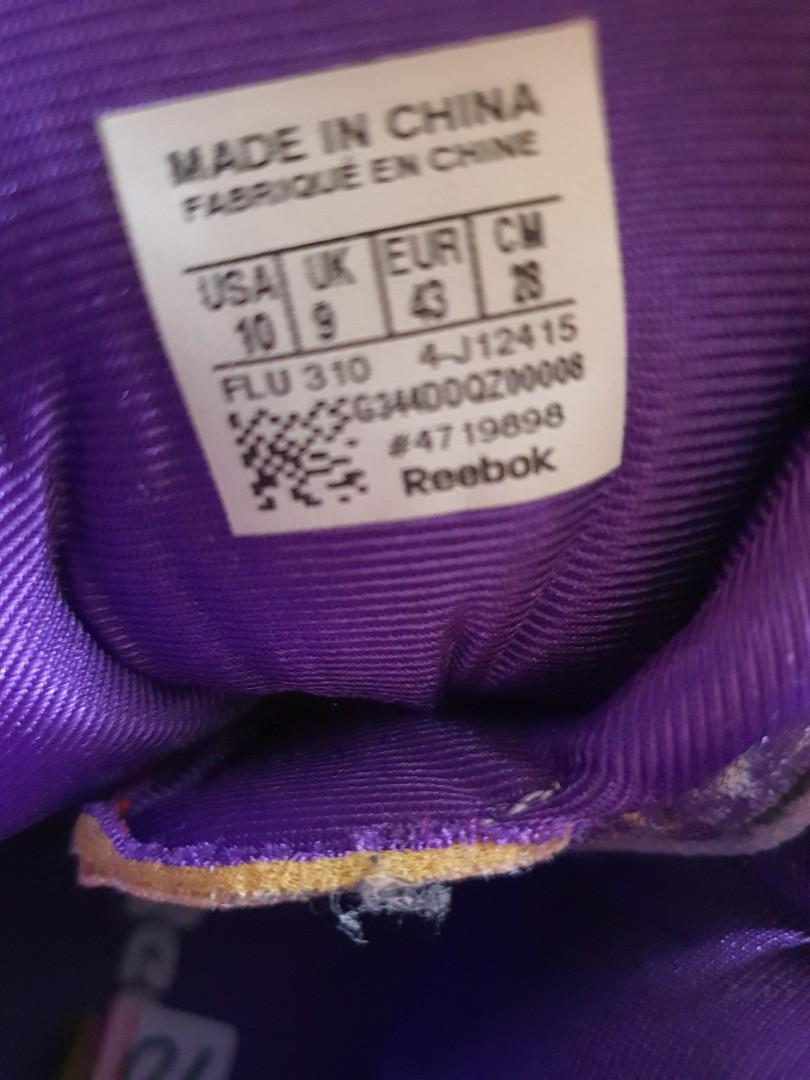 MADE IN CHINA
FABRIQUÉ EN CHINE
USA UK EUR CM
10 9 43 28
FLU 310 4-J12415
G344DDQZ00008
#4719898
Reebok